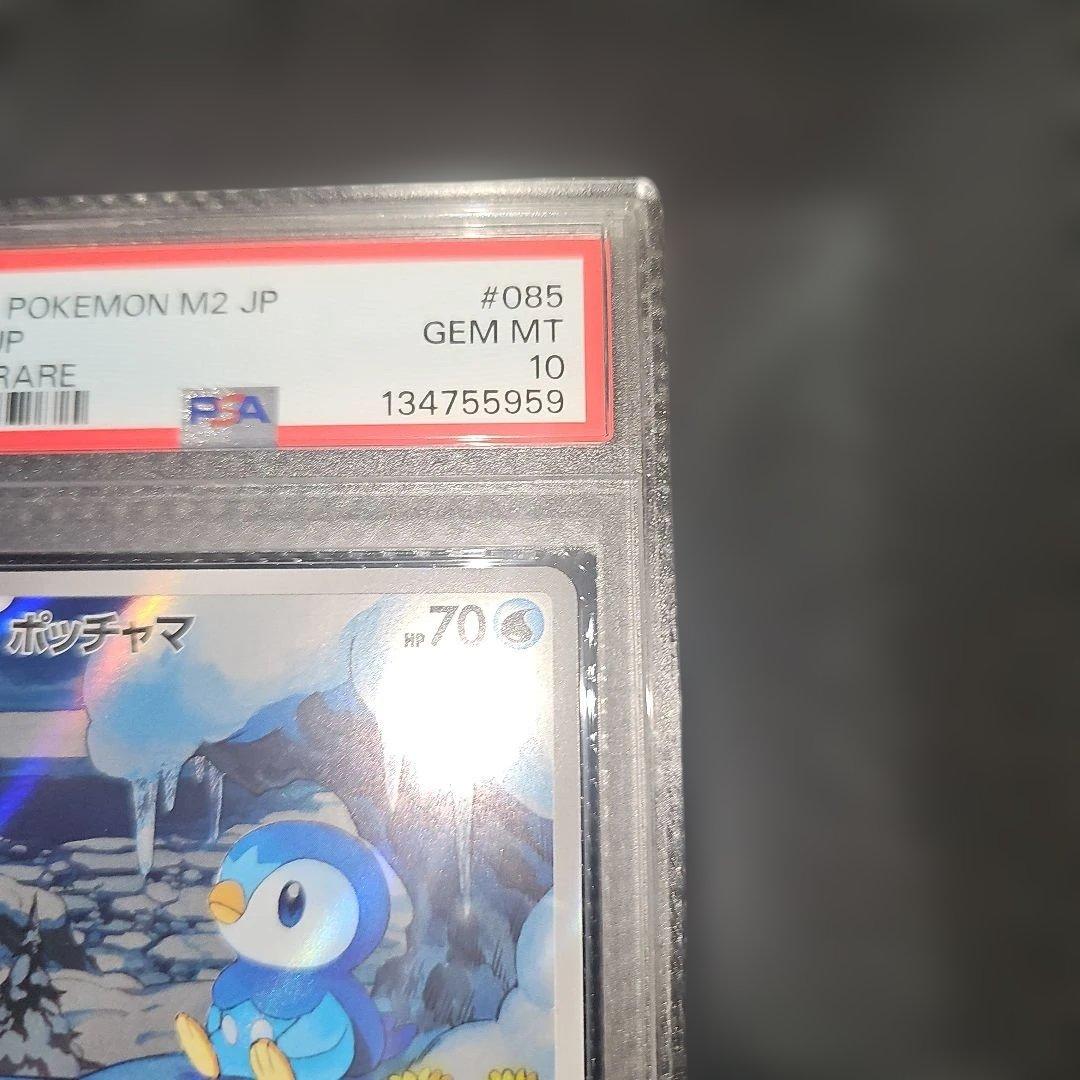 POKEMON M2 JP #085
UP GEM MT
RARE 10
PSA 134755959
ポッチャマ HP70